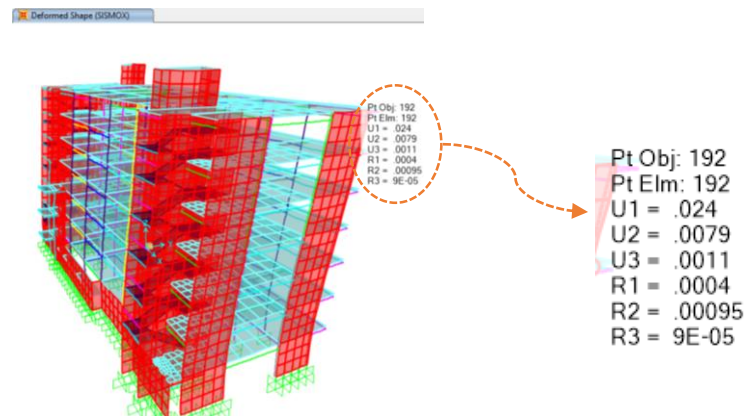 Deformed Shape (SISMOX)
Pt Obj: 192
Pt Elm: 192
U1 = .024
U2 = .0079
U3 = .0011
R1 = .0004
R2 = .00095
R3 = 9E-05
Pt Obj: 192
Pt Elm: 192
U1 = .024
U2 = .0079
U3 = .0011
R1 = .0004
R2 = .00095
R3 = 9E-05